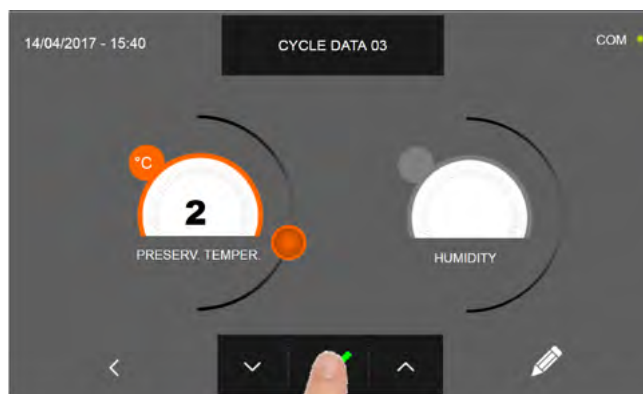 14/04/2017 - 15:40
CYCLE DATA 03
COM
°C
2
PRESERV. TEMPER.
HUMIDITY